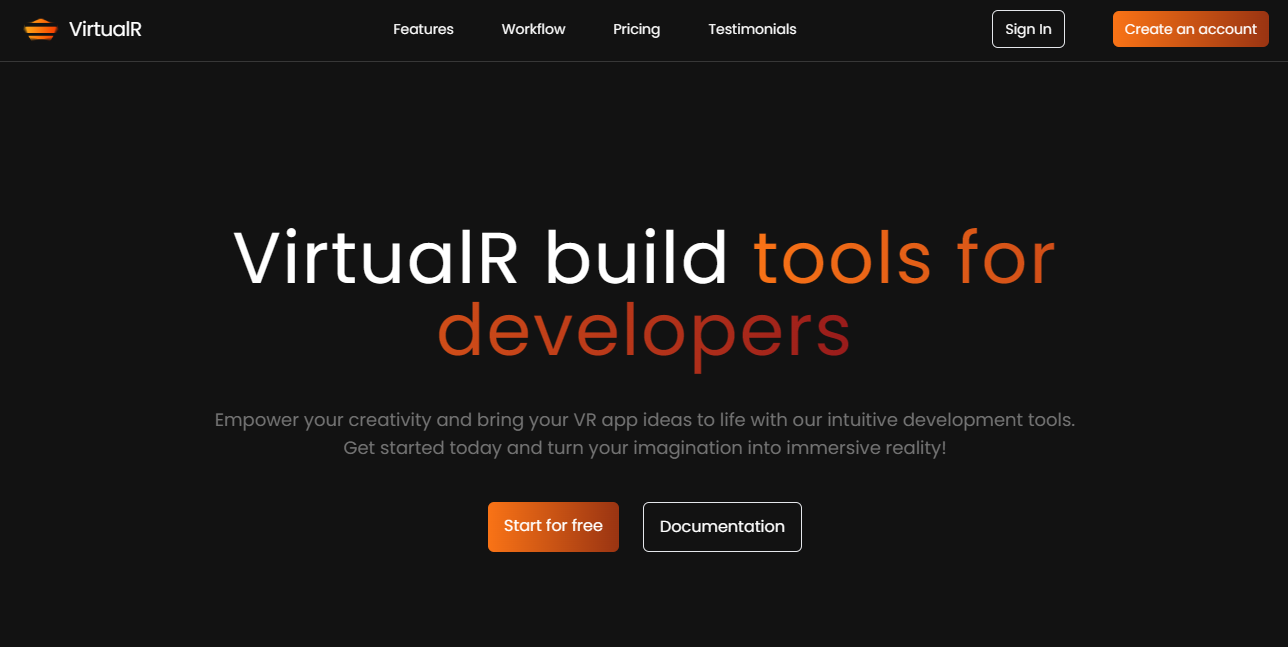 VirtualR
Features
Workflow
Pricing
Testimonials
Sign In
Create an account
VirtualR build tools for
developers
Empower your creativity and bring your VR app ideas to life with our intuitive development tools.
Get started today and turn your imagination into immersive reality!
Start for free
Documentation